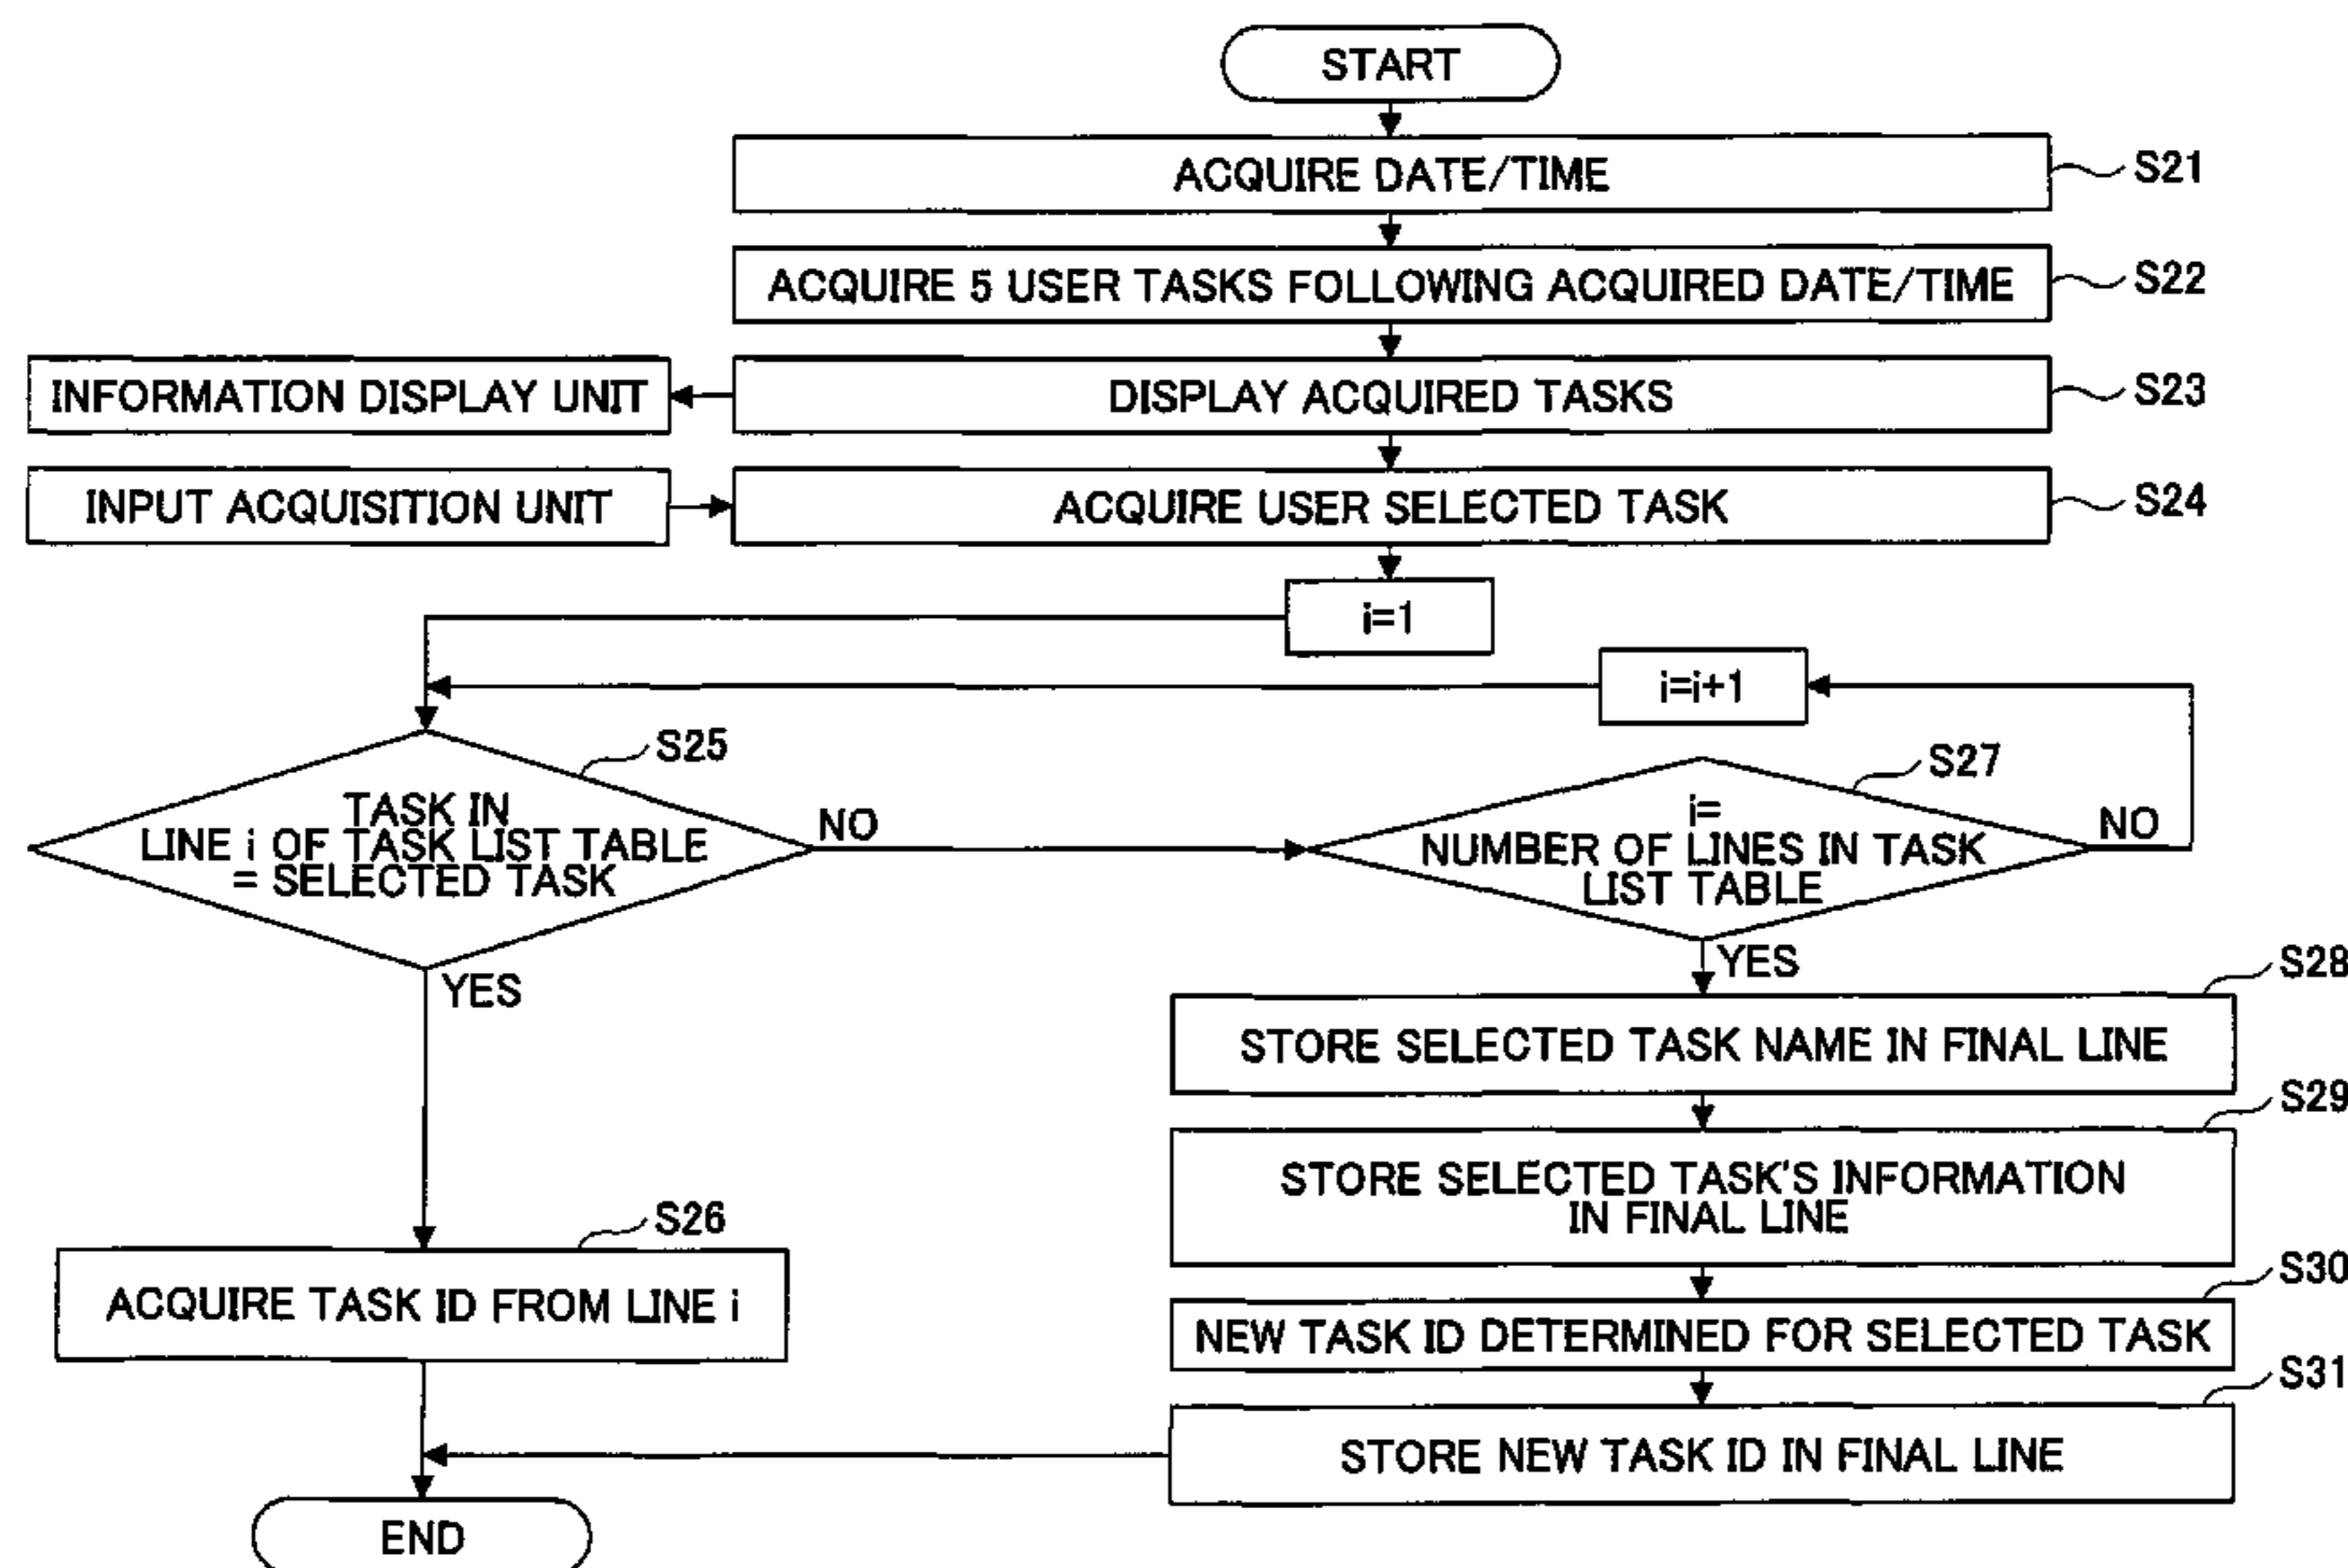 START
ACQUIRE DATE/TIME
S21
ACQUIRE 5 USER TASKS FOLLOWING ACQUIRED DATE/TIME
S22
INFORMATION DISPLAY UNIT
DISPLAY ACQUIRED TASKS
S23
INPUT ACQUISITION UNIT
ACQUIRE USER SELECTED TASK
S24
i=1
i=i+1
S25
TASK IN
LINE i OF TASK LIST TABLE
= SELECTED TASK
NO
YES
S27
i=
NUMBER OF LINES IN TASK
LIST TABLE
NO
YES
S28
STORE SELECTED TASK NAME IN FINAL LINE
S29
STORE SELECTED TASK'S INFORMATION
IN FINAL LINE
S26
ACQUIRE TASK ID FROM LINE i
S30
NEW TASK ID DETERMINED FOR SELECTED TASK
S31
STORE NEW TASK ID IN FINAL LINE
END